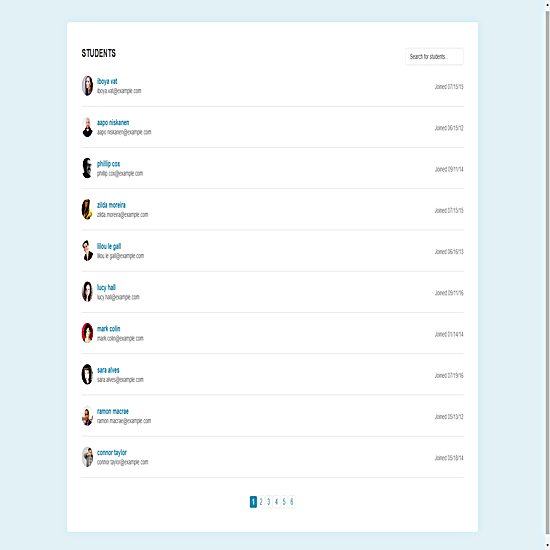 STUDENTS
Search for students...
iboya vat
iboya.vat@example.com
Joined 07/15/15
aapo niskanen
aapo.niskanen@example.com
Joined 06/15/12
phillip cox
phillip.cox@example.com
Joined 09/11/14
zilda moreira
zilda.moreira@example.com
Joined 07/15/15
lilou le gall
lilou.le gall@example.com
Joined 06/16/13
lucy hall
lucy.hall@example.com
Joined 09/11/16
mark colin
mark.colin@example.com
Joined 01/14/14
sara alves
sara.alves@example.com
Joined 07/19/16
ramon macrae
ramon.macrae@example.com
Joined 05/13/12
connor taylor
connor.taylor@example.com
Joined 05/18/14
1 2 3 4 5 6